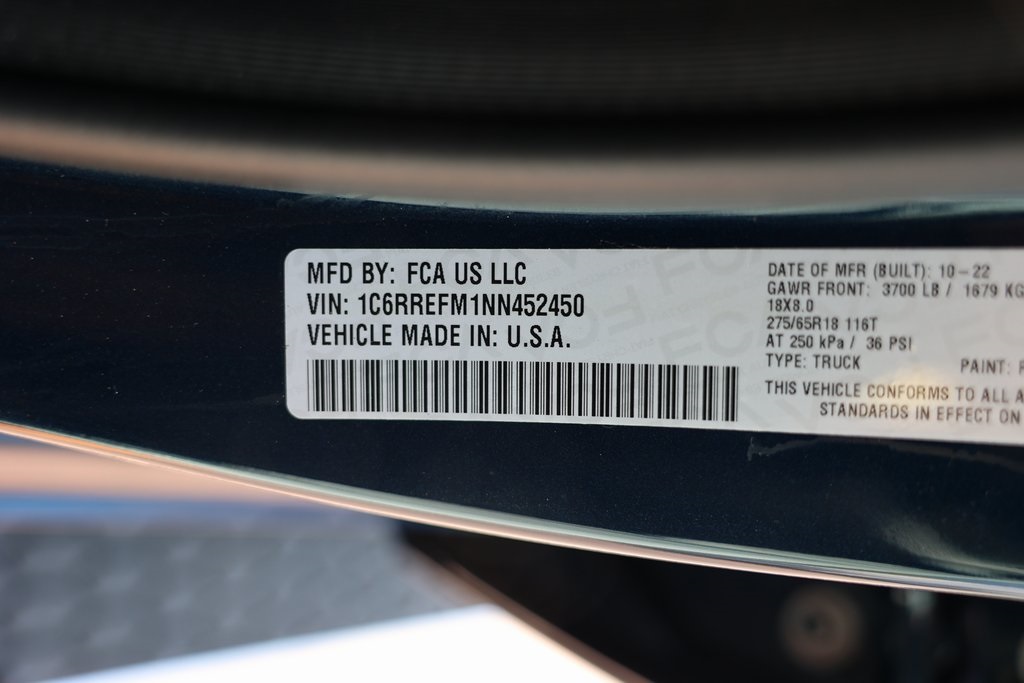 MFD BY: FCA US LLC
VIN: 1C6RREFM1NN452450
VEHICLE MADE IN: U.S.A.
DATE OF MFR (BUILT): 10-22
GAWR FRONT: 3700 LB / 1679 KG
18X8.0
275/65R18 116T
AT 250 kPa / 36 PSI
TYPE: TRUCK PAINT:
THIS VEHICLE CONFORMS TO ALL A
STANDARDS IN EFFECT ON